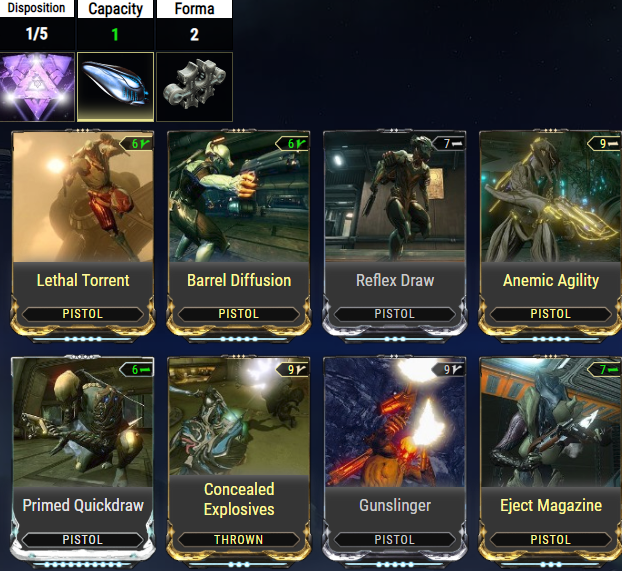 Disposition Capacity Forma
1/5 1 2
6 6 7 9
Lethal Torrent Barrel Diffusion Reflex Draw Anemic Agility
PISTOL PISTOL PISTOL PISTOL
6 9 9 7
Primed Quickdraw Concealed Explosives Gunslinger Eject Magazine
PISTOL THROWN PISTOL PISTOL